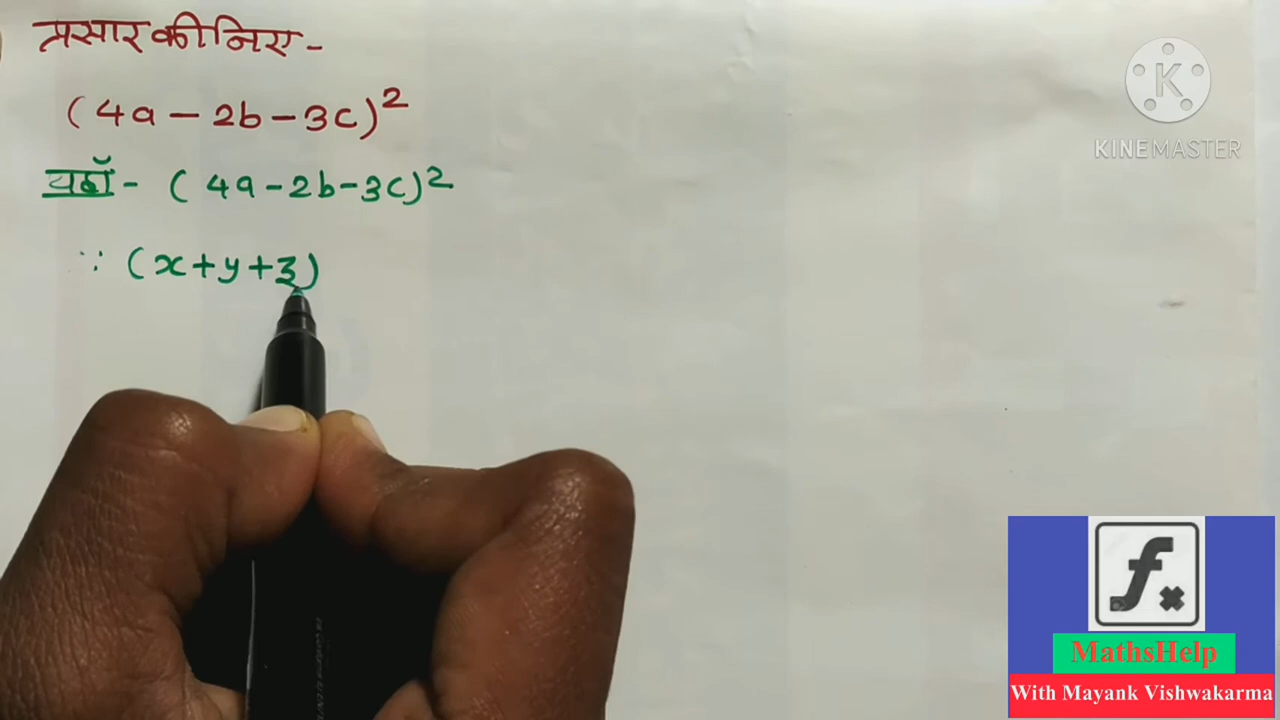 प्रसार कीजिए -
(4a - 2b - 3c)²
यहाँ - (4a - 2b - 3c)²
∵ (x + y + z)
KINEMASTER
MathsHelp
With Mayank Vishwakarma